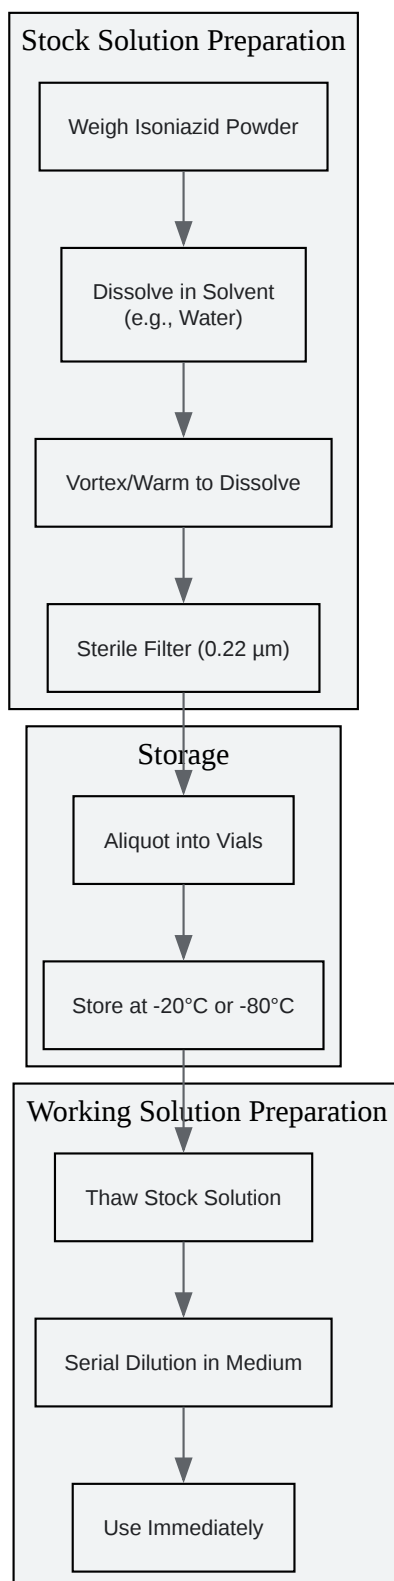 Stock Solution Preparation
Weigh Isoniazid Powder
Dissolve in Solvent
(e.g., Water)
Vortex/Warm to Dissolve
Sterile Filter (0.22 µm)
Storage
Aliquot into Vials
Store at -20°C or -80°C
Working Solution Preparation
Thaw Stock Solution
Serial Dilution in Medium
Use Immediately